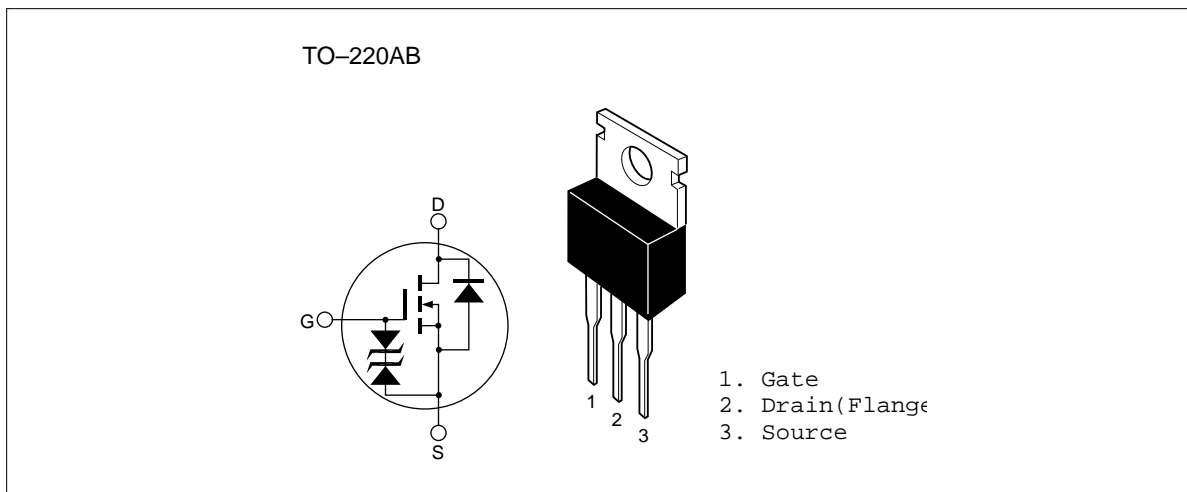 TO–220AB
D
G
S
1
2
3
1. Gate
2. Drain(Flange
3. Source